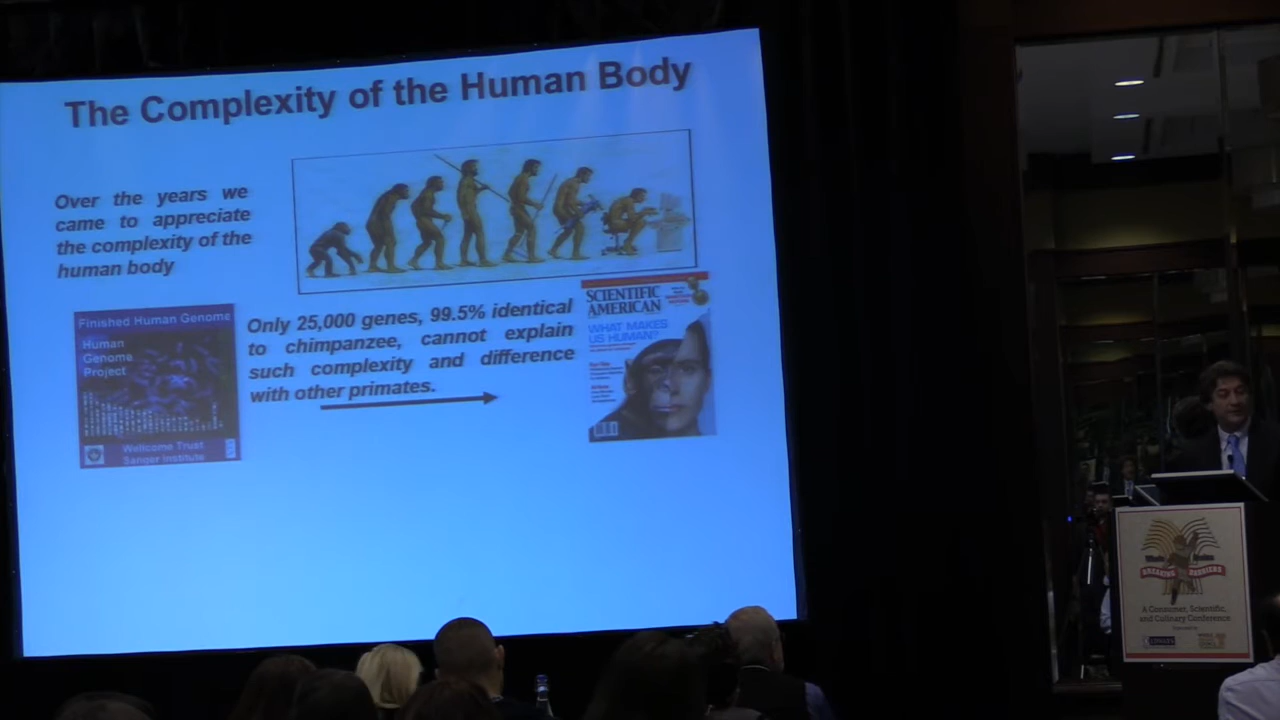 The Complexity of the Human Body
Over the years we
came to appreciate
the complexity of the
human body
Finished Human Genome
Human
Genome
Project
Wellcome Trust
Sanger Institute
Only 25,000 genes, 99.5% identical
to chimpanzee, cannot explain
such complexity and difference
with other primates.
SCIENTIFIC
AMERICAN
WHAT MAKES
US HUMAN?
Whole Grains
BREAKING BARRIERS
A Consumer, Scientific,
and Culinary Conference